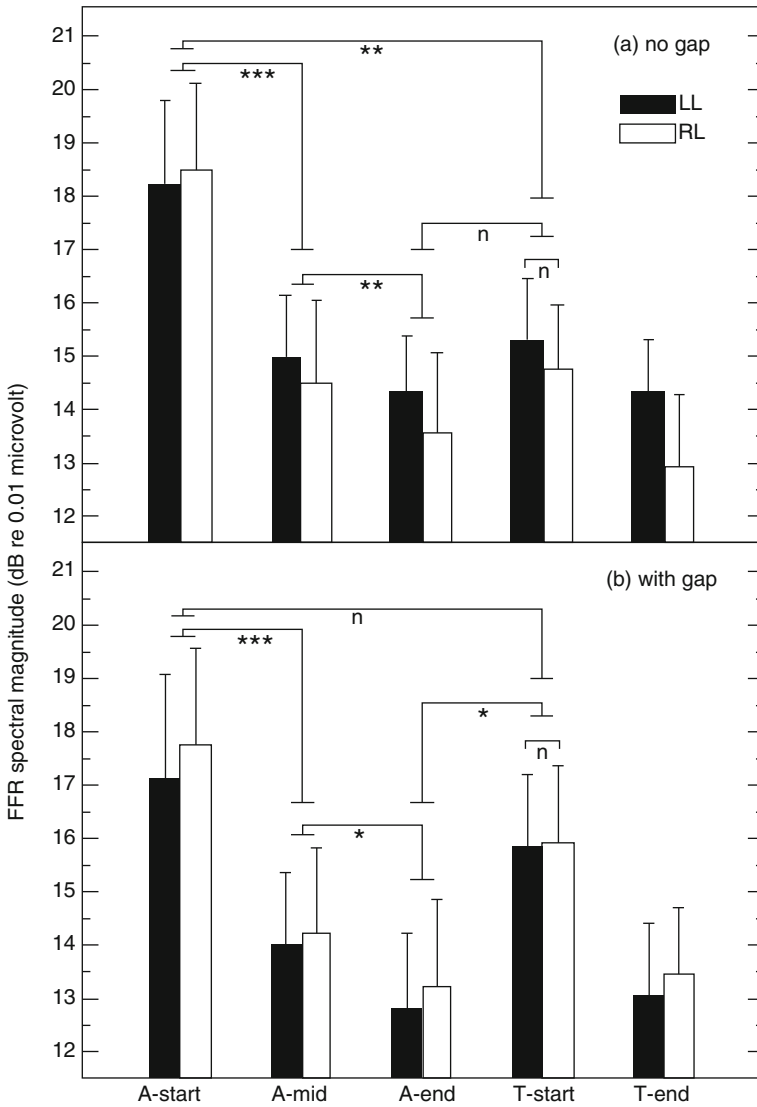 FFR spectral magnitude (dB re 0.01 microvolt)
(a) no gap
LL
RL
21
20
19
18
17
16
15
14
13
12
**
***
n
**
n
(b) with gap
21
20
19
18
17
16
15
14
13
12
n
***
*
n
*
A-start A-mid A-end T-start T-end